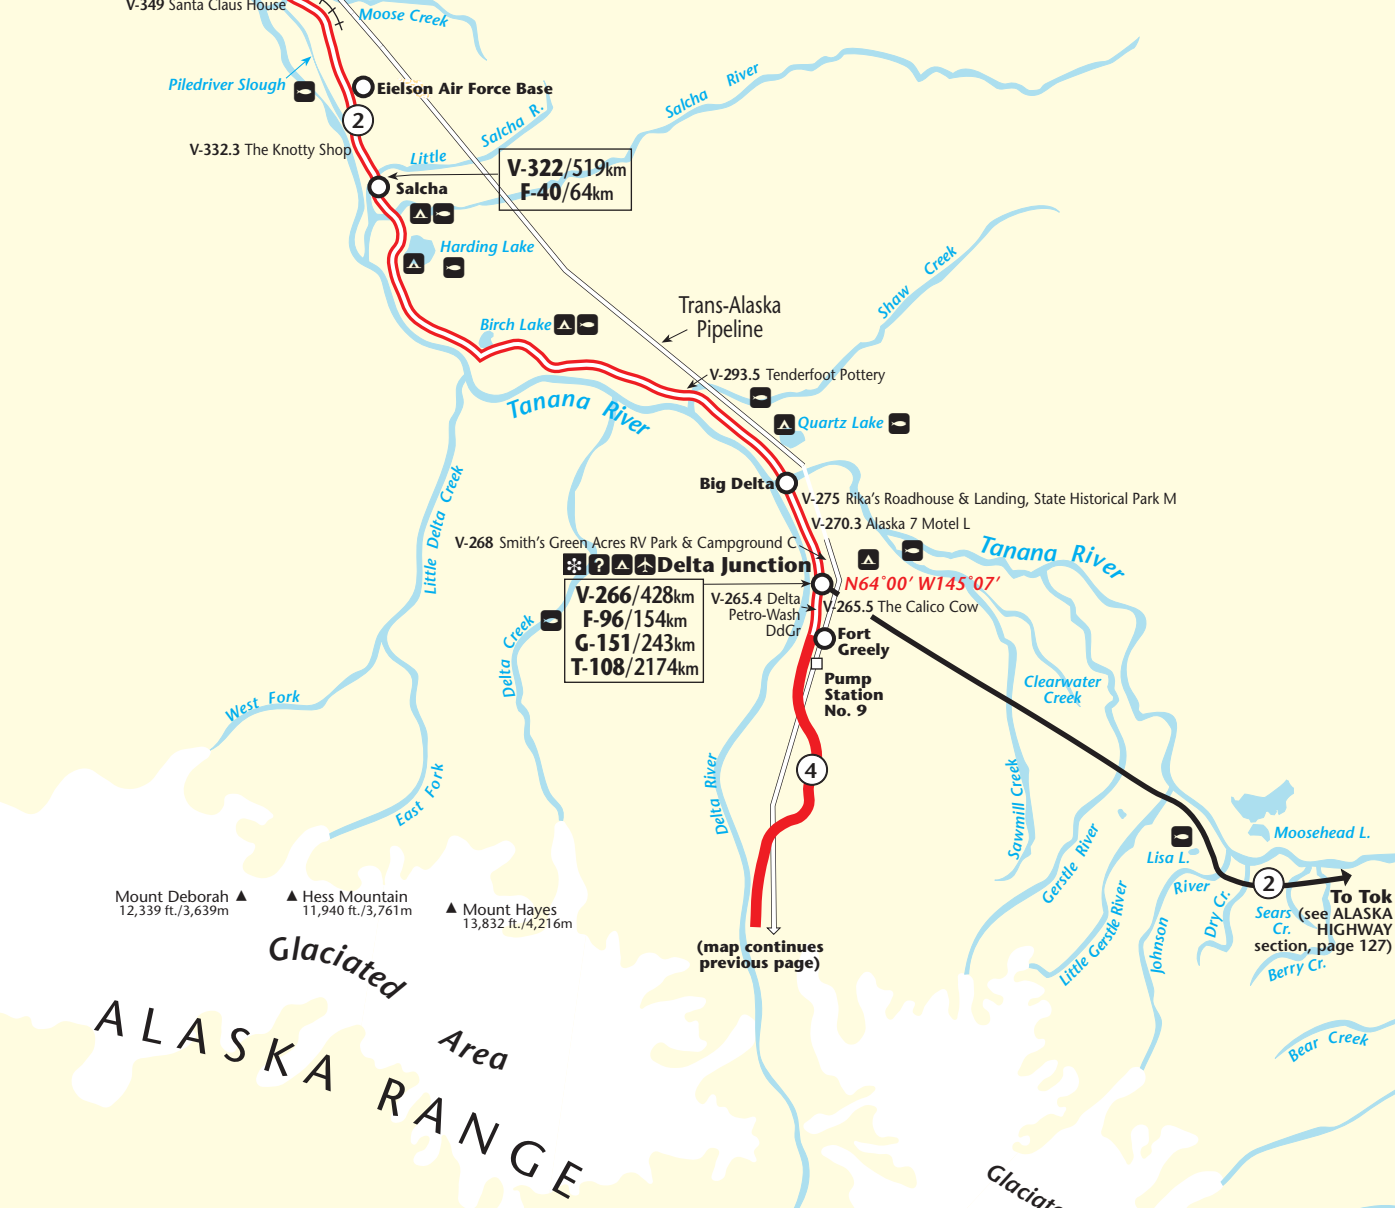 V-349 Santa Claus House
Moose Creek
Piledriver Slough
Eielson Air Force Base
2
Salcha River
V-332.3 The Knotty Shop
Little Salcha R.
V-322/519km
F-40/64km
Salcha
Harding Lake
Shaw Creek
Birch Lake
Trans-Alaska
Pipeline
V-293.5 Tenderfoot Pottery
Tanana River
Quartz Lake
Big Delta
V-275 Rika's Roadhouse & Landing, State Historical Park M
V-270.3 Alaska 7 Motel L
V-268 Smith's Green Acres RV Park & Campground C
Tanana River
Little Delta Creek
?
Delta Junction
N64°00' W145°07'
V-266/428km
F-96/154km
G-151/243km
T-108/2174km
V-265.4 Delta
Petro-Wash
DdGr
V-265.5 The Calico Cow
Delta Creek
Fort
Greely
Pump
Station
No. 9
Clearwater
Creek
West Fork
East Fork
Delta River
4
Sawmill Creek
Gerstle River
Moosehead L.
Lisa L.
2
Little Gerstle River
Johnson River
Dry Cr.
Sears
Cr.
Berry Cr.
To Tok
(see ALASKA
HIGHWAY
section, page 127)
Mount Deborah
12,339 ft./3,639m
Hess Mountain
11,940 ft./3,761m
Mount Hayes
13,832 ft./4,216m
(map continues
previous page)
Glaciated Area
ALASKA RANGE
Bear Creek
Glaciate